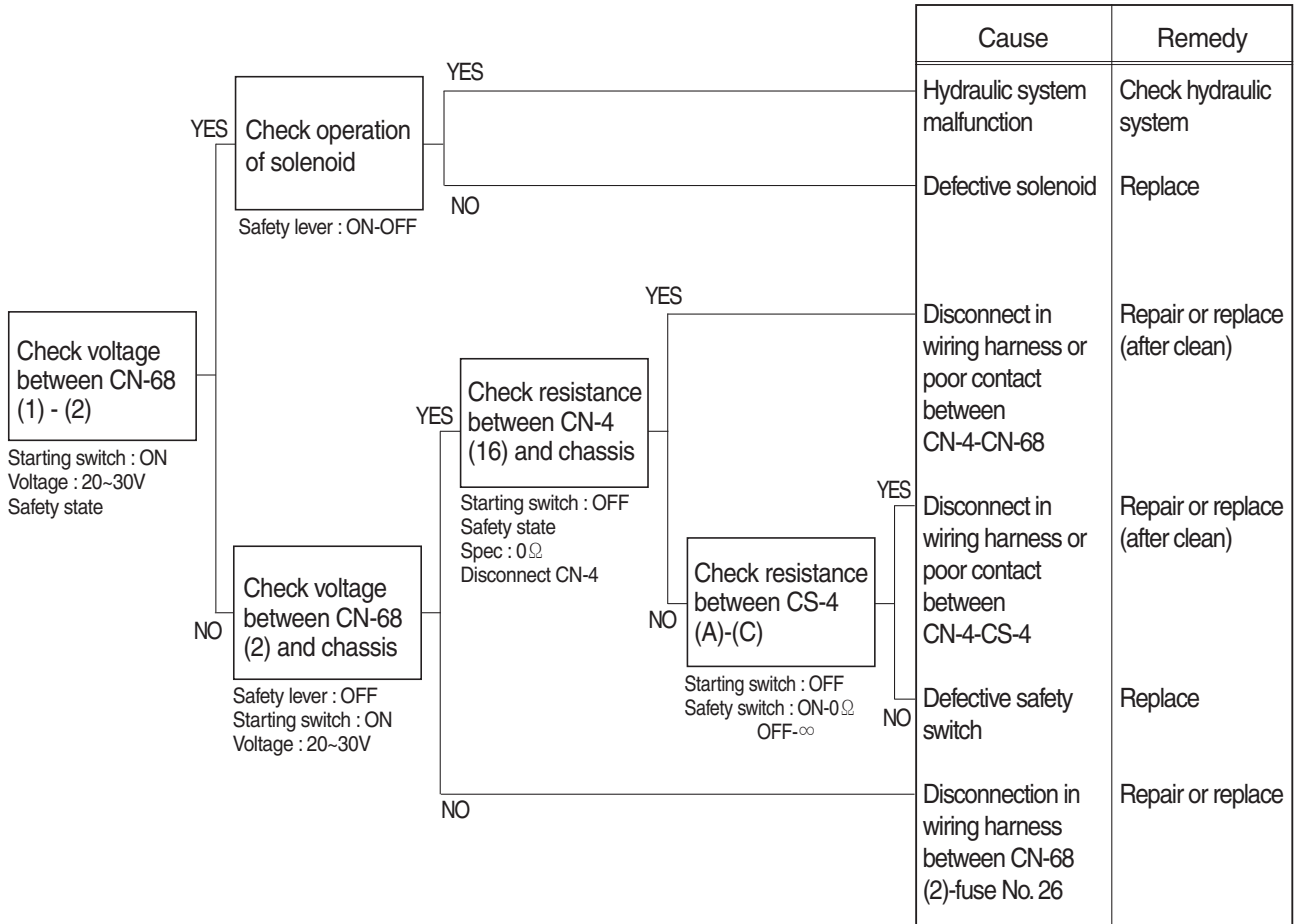 Cause
Remedy
YES
Hydraulic system
malfunction
Check hydraulic
system
YES
Check operation
of solenoid
NO
Defective solenoid
Replace
Safety lever : ON-OFF
YES
Disconnect in
wiring harness or
poor contact
between
CN-4-CN-68
Repair or replace
(after clean)
Check voltage
between CN-68
(1) - (2)
Starting switch : ON
Voltage : 20~30V
Safety state
YES
Check resistance
between CN-4
(16) and chassis
Starting switch : OFF
Safety state
Spec : 0Ω
Disconnect CN-4
YES
Disconnect in
wiring harness or
poor contact
between
CN-4-CS-4
Repair or replace
(after clean)
NO
Check voltage
between CN-68
(2) and chassis
Safety lever : OFF
Starting switch : ON
Voltage : 20~30V
NO
Check resistance
between CS-4
(A)-(C)
Starting switch : OFF
Safety switch : ON-0Ω
OFF-∞
NO
Defective safety
switch
Replace
NO
Disconnection in
wiring harness
between CN-68
(2)-fuse No. 26
Repair or replace